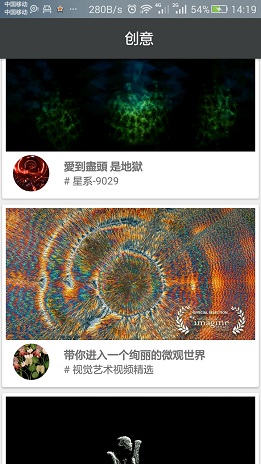 中国移动
中国移动
280B/s
4G
2G
54%
14:19
创意
愛到盡頭 是地獄
# 星系-9029
SPECIAL SELECTION
imagine
带你进入一个绚丽的微观世界
# 视觉艺术视频精选